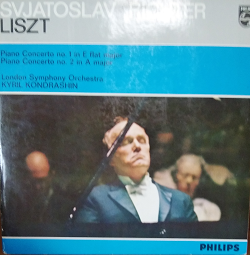 SVJATOSLAV RICHTER
LISZT
PHILIPS
Piano Concerto no. 1 in E flat major
Piano Concerto no. 2 in A major
London Symphony Orchestra
KYRIL KONDRASHIN
PHILIPS